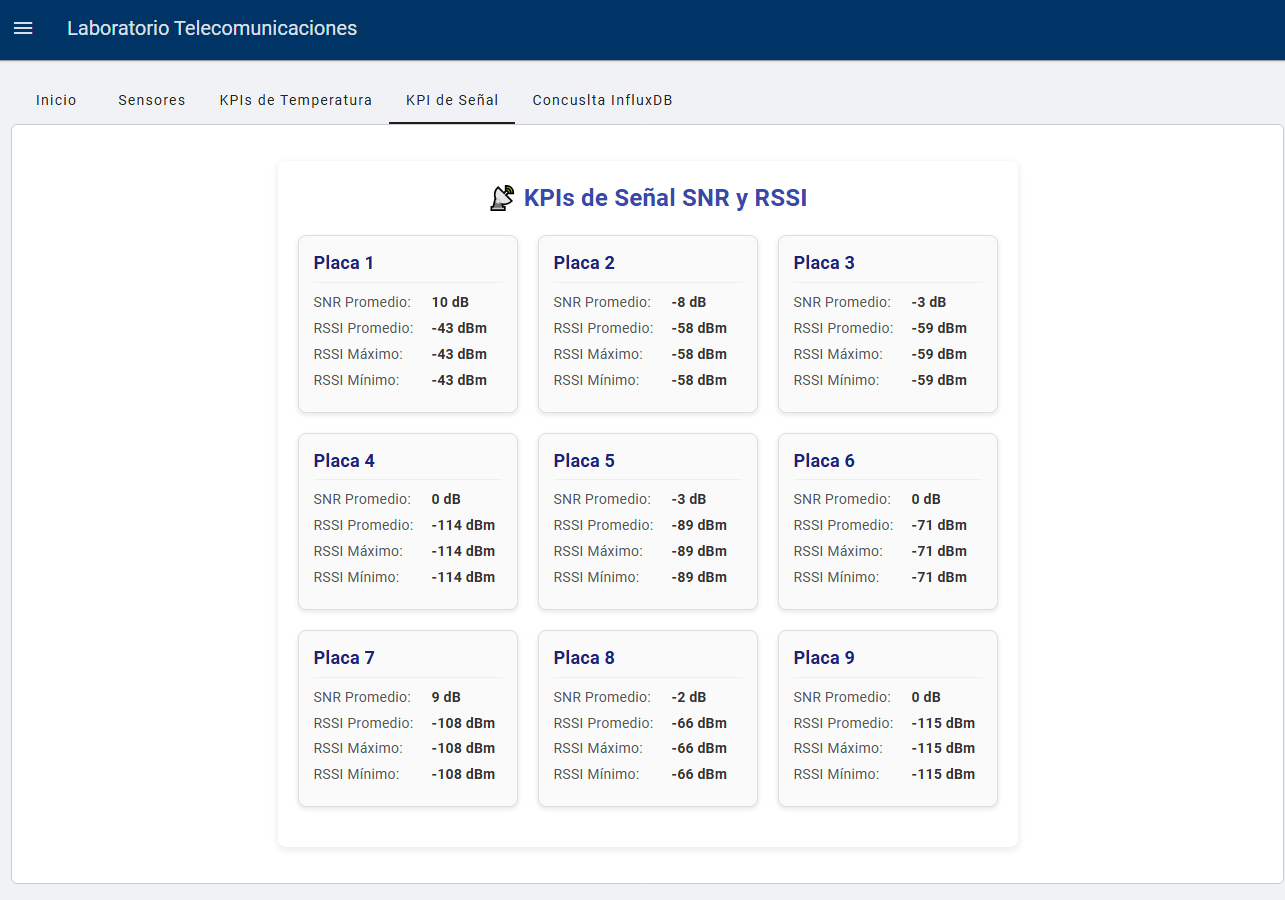 Laboratorio Telecomunicaciones
Inicio Sensores KPIs de Temperatura KPI de Señal Concuslta InfluxDB
KPIs de Señal SNR y RSSI
Placa 1
SNR Promedio: 10 dB
RSSI Promedio: -43 dBm
RSSI Máximo: -43 dBm
RSSI Mínimo: -43 dBm
Placa 2
SNR Promedio: -8 dB
RSSI Promedio: -58 dBm
RSSI Máximo: -58 dBm
RSSI Mínimo: -58 dBm
Placa 3
SNR Promedio: -3 dB
RSSI Promedio: -59 dBm
RSSI Máximo: -59 dBm
RSSI Mínimo: -59 dBm
Placa 4
SNR Promedio: 0 dB
RSSI Promedio: -114 dBm
RSSI Máximo: -114 dBm
RSSI Mínimo: -114 dBm
Placa 5
SNR Promedio: -3 dB
RSSI Promedio: -89 dBm
RSSI Máximo: -89 dBm
RSSI Mínimo: -89 dBm
Placa 6
SNR Promedio: 0 dB
RSSI Promedio: -71 dBm
RSSI Máximo: -71 dBm
RSSI Mínimo: -71 dBm
Placa 7
SNR Promedio: 9 dB
RSSI Promedio: -108 dBm
RSSI Máximo: -108 dBm
RSSI Mínimo: -108 dBm
Placa 8
SNR Promedio: -2 dB
RSSI Promedio: -66 dBm
RSSI Máximo: -66 dBm
RSSI Mínimo: -66 dBm
Placa 9
SNR Promedio: 0 dB
RSSI Promedio: -115 dBm
RSSI Máximo: -115 dBm
RSSI Mínimo: -115 dBm